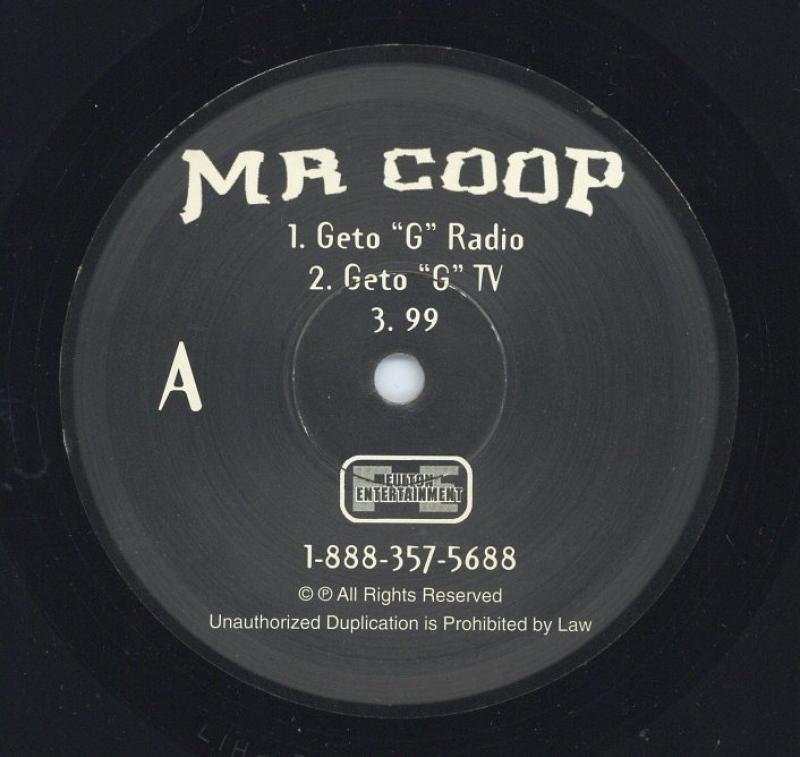 MR COOP
1. Geto "G" Radio
2. Geto "G" TV
3. 99
A
FULTON
ENTERTAINMENT
1-888-357-5688
© ℗ All Rights Reserved
Unauthorized Duplication is Prohibited by Law